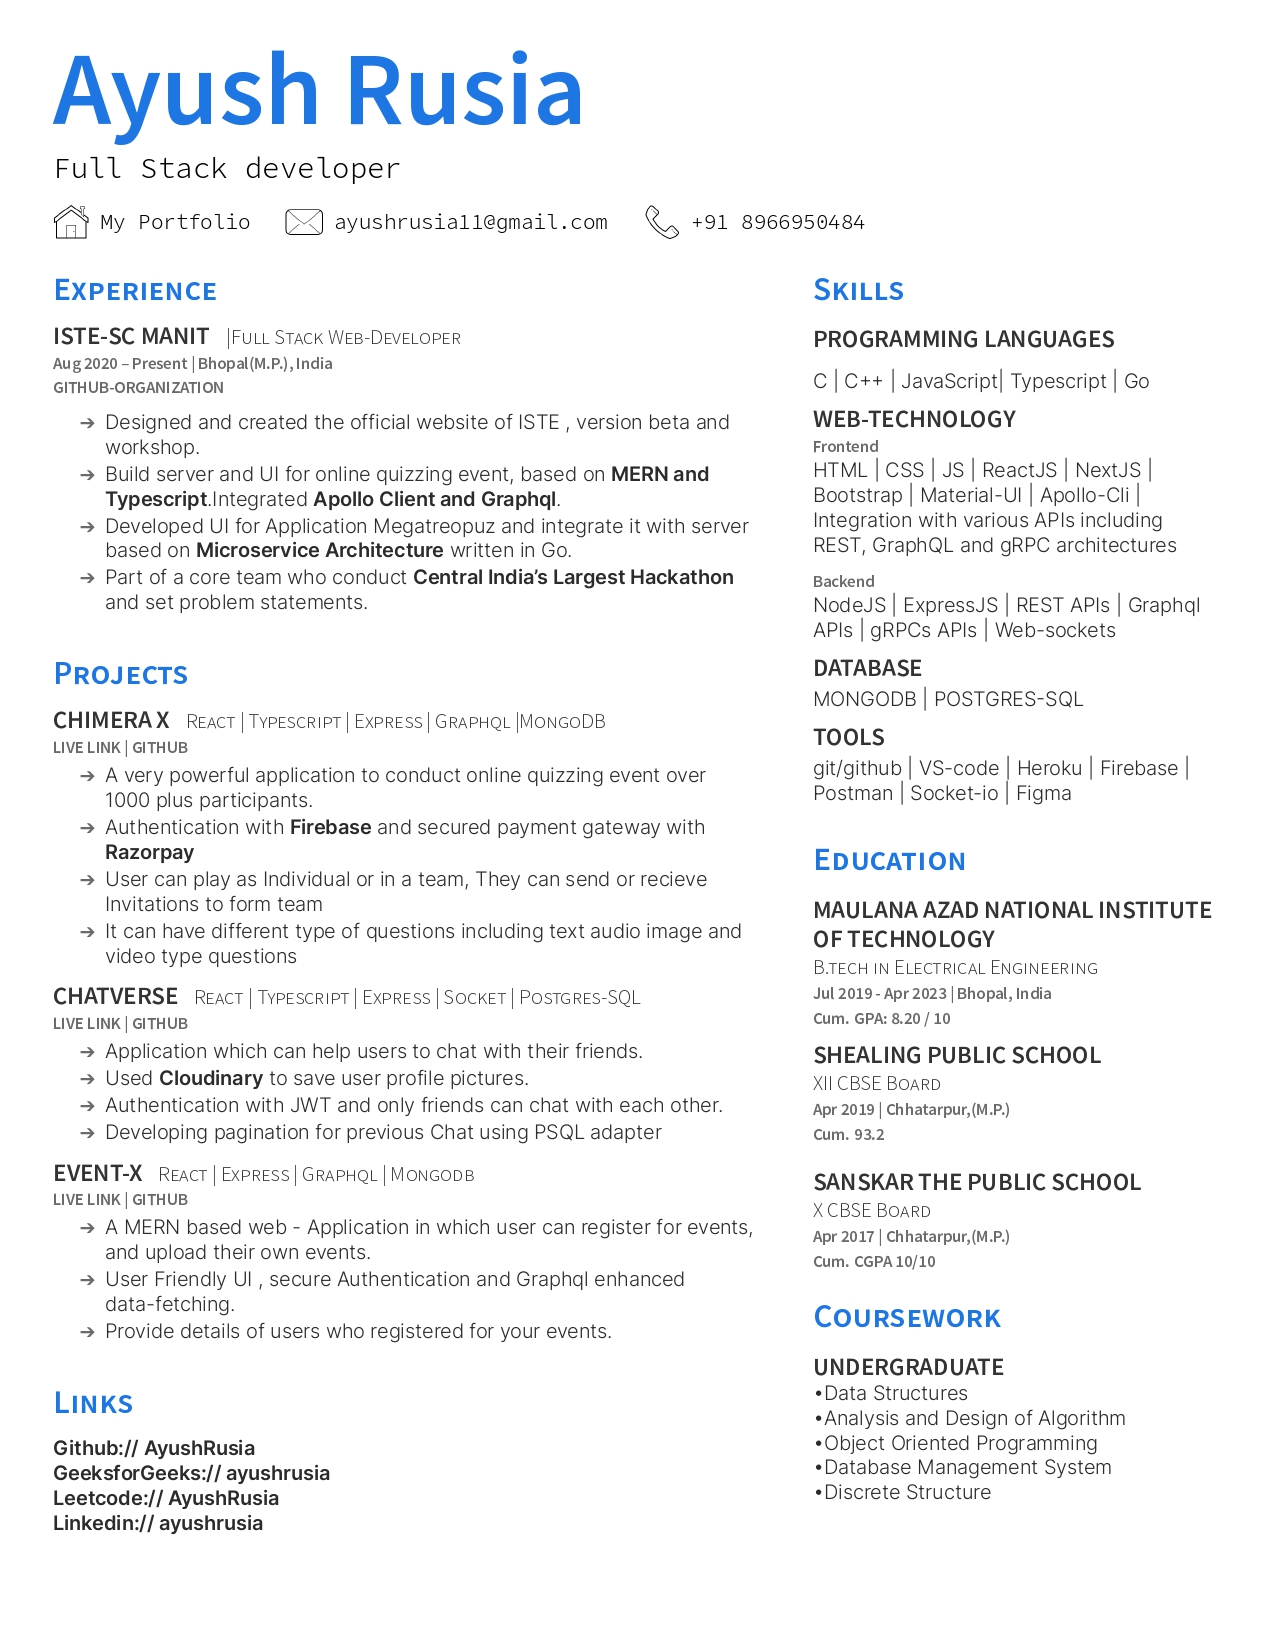 Ayush Rusia
Full Stack developer
My Portfolio ayushrusia11@gmail.com +91 8966950484
EXPERIENCE
ISTE-SC MANIT |FULL STACK WEB-DEVELOPER
Aug 2020 – Present | Bhopal(M.P.), India
GITHUB-ORGANIZATION
➔ Designed and created the official website of ISTE , version beta and
workshop.
➔ Build server and UI for online quizzing event, based on MERN and
Typescript.Integrated Apollo Client and Graphql.
➔ Developed UI for Application Megatreopuz and integrate it with server
based on Microservice Architecture written in Go.
➔ Part of a core team who conduct Central India’s Largest Hackathon
and set problem statements.
PROJECTS
CHIMERA X REACT | TYPESCRIPT | EXPRESS | GRAPHQL |MONGODB
LIVE LINK | GITHUB
➔ A very powerful application to conduct online quizzing event over
1000 plus participants.
➔ Authentication with Firebase and secured payment gateway with
Razorpay
➔ User can play as Individual or in a team, They can send or recieve
Invitations to form team
➔ It can have different type of questions including text audio image and
video type questions
CHATVERSE REACT | TYPESCRIPT | EXPRESS | SOCKET | POSTGRES-SQL
LIVE LINK | GITHUB
➔ Application which can help users to chat with their friends.
➔ Used Cloudinary to save user profile pictures.
➔ Authentication with JWT and only friends can chat with each other.
➔ Developing pagination for previous Chat using PSQL adapter
EVENT-X REACT | EXPRESS | GRAPHQL | MONGODB
LIVE LINK | GITHUB
➔ A MERN based web - Application in which user can register for events,
and upload their own events.
➔ User Friendly UI , secure Authentication and Graphql enhanced
data-fetching.
➔ Provide details of users who registered for your events.
LINKS
Github:// AyushRusia
GeeksforGeeks:// ayushrusia
Leetcode:// AyushRusia
Linkedin:// ayushrusia
SKILLS
PROGRAMMING LANGUAGES
C | C++ | JavaScript| Typescript | Go
WEB-TECHNOLOGY
Frontend
HTML | CSS | JS | ReactJS | NextJS |
Bootstrap | Material-UI | Apollo-Cli |
Integration with various APIs including
REST, GraphQL and gRPC architectures
Backend
NodeJS | ExpressJS | REST APIs | Graphql
APIs | gRPCs APIs | Web-sockets
DATABASE
MONGODB | POSTGRES-SQL
TOOLS
git/github | VS-code | Heroku | Firebase |
Postman | Socket-io | Figma
EDUCATION
MAULANA AZAD NATIONAL INSTITUTE
OF TECHNOLOGY
B.TECH IN ELECTRICAL ENGINEERING
Jul 2019 - Apr 2023 | Bhopal, India
Cum. GPA: 8.20 / 10
SHEALING PUBLIC SCHOOL
XII CBSE BOARD
Apr 2019 | Chhatarpur,(M.P.)
Cum. 93.2
SANSKAR THE PUBLIC SCHOOL
X CBSE BOARD
Apr 2017 | Chhatarpur,(M.P.)
Cum. CGPA 10/10
COURSEWORK
UNDERGRADUATE
•Data Structures
•Analysis and Design of Algorithm
•Object Oriented Programming
•Database Management System
•Discrete Structure